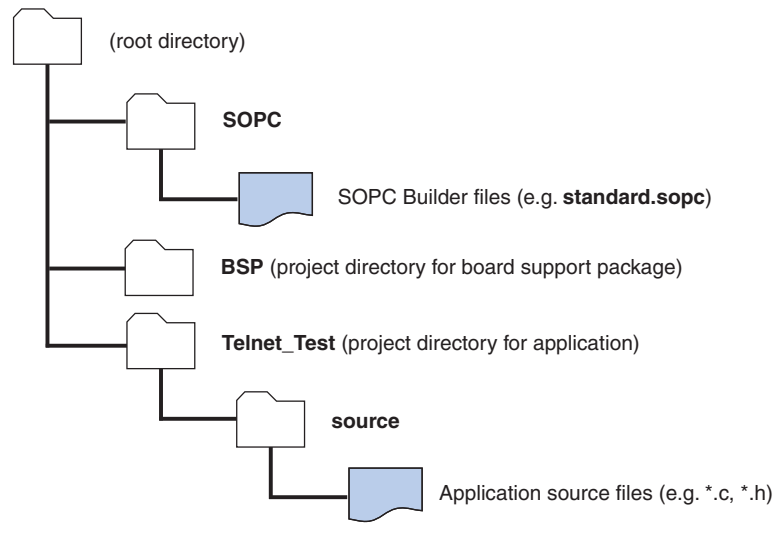 (root directory)
SOPC
SOPC Builder files (e.g. standard.sopc)
BSP (project directory for board support package)
Telnet_Test (project directory for application)
source
Application source files (e.g. *.c, *.h)